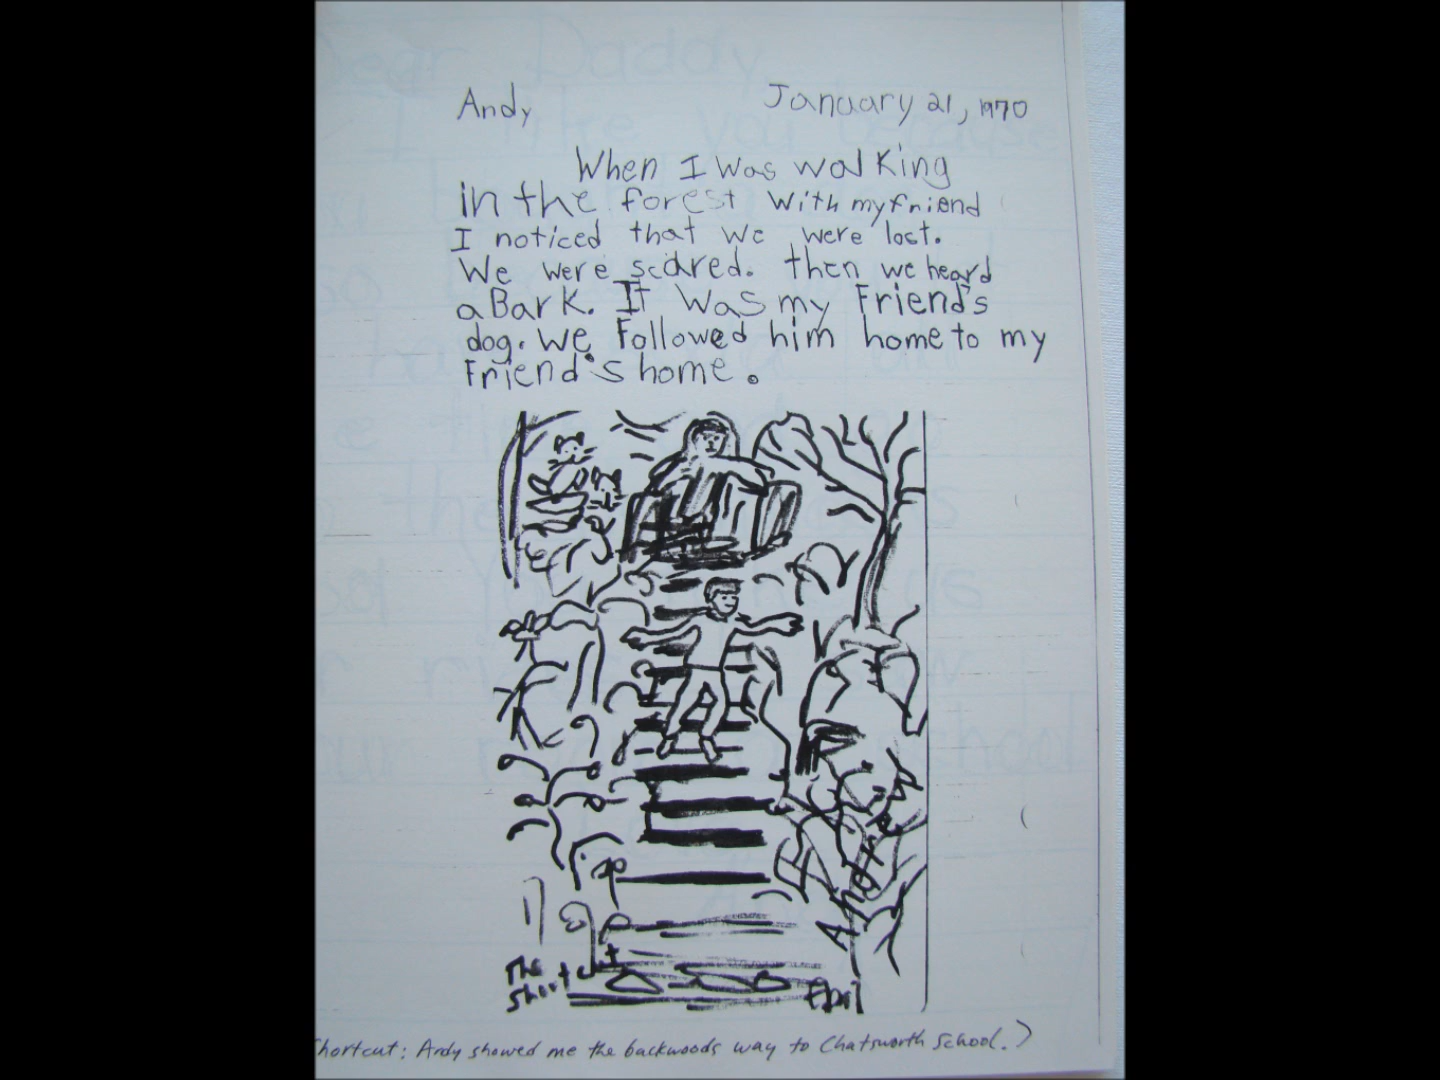 Andy January 21, 1970
When I was walking
in the forest with my friend
I noticed that we were lost.
We were scared. then we heard
a Bark. It was my Friend's
dog. We Followed him home to my
Friend's home.
Andrew
The
Shortcut
April
Shortcut: Andy showed me the backwoods way to Chatsworth School.)